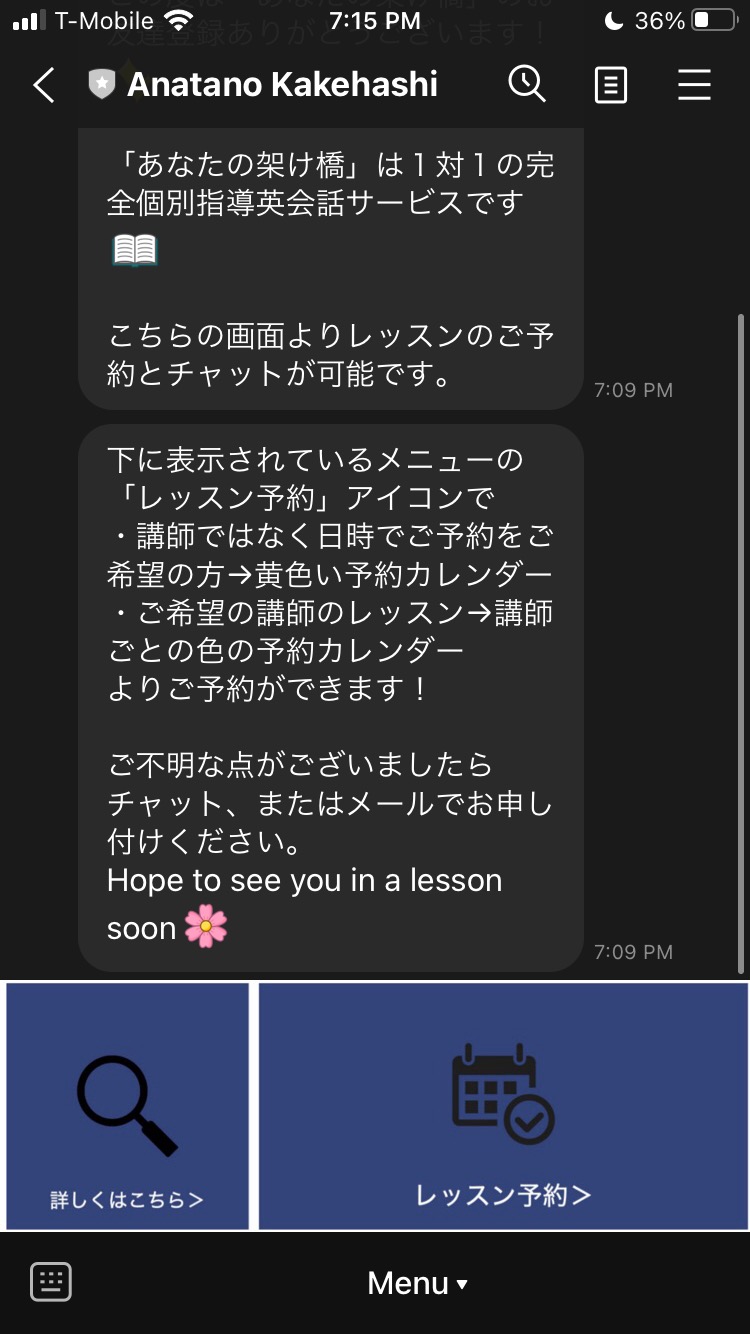 T-Mobile 7:15 PM 36%
Anatano Kakehashi
友達登録ありがとうございます！
「あなたの架け橋」は１対１の完
全個別指導英会話サービスです
📖
こちらの画面よりレッスンのご予
約とチャットが可能です。
7:09 PM
下に表示されているメニューの
「レッスン予約」アイコンで
・講師ではなく日時でご予約をご
希望の方→黄色い予約カレンダー
・ご希望の講師のレッスン→講師
ごとの色の予約カレンダー
よりご予約ができます！
ご不明な点がございましたら
チャット、またはメールでお申し
付けください。
Hope to see you in a lesson
soon🌸
7:09 PM
詳しくはこちら＞
レッスン予約＞
Menu ▾